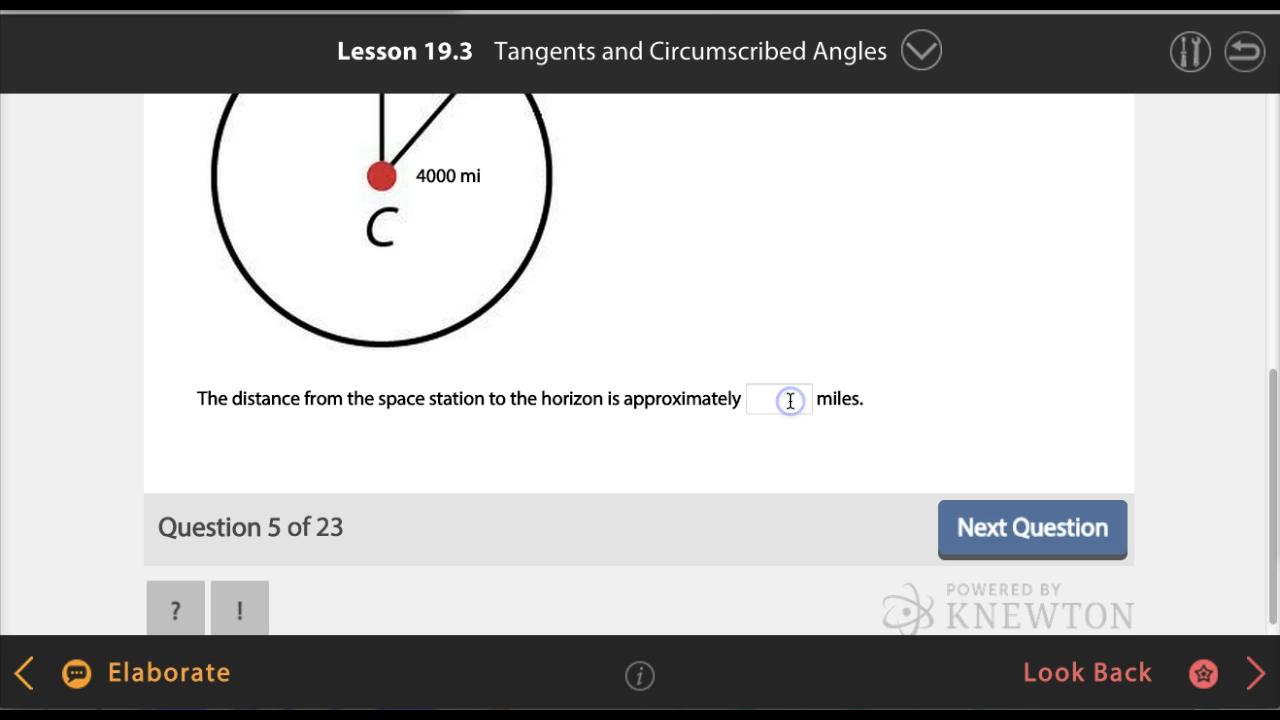 Lesson 19.3 Tangents and Circumscribed Angles
4000 mi
C
The distance from the space station to the horizon is approximately miles.
Question 5 of 23
Next Question
? !
POWERED BY
KNEWTON
Elaborate
i
Look Back